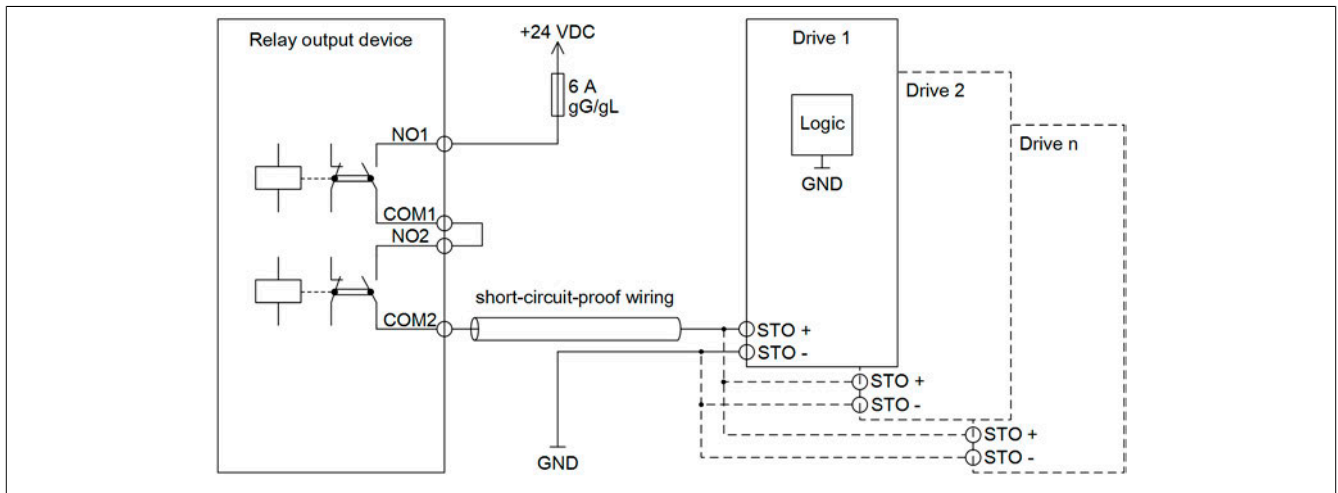 Relay output device
+24 VDC
6 A
gG/gL
NO1
COM1
NO2
COM2
short-circuit-proof wiring
GND
Drive 1
Logic
GND
STO +
STO -
Drive 2
STO +
STO -
Drive n
STO +
STO -